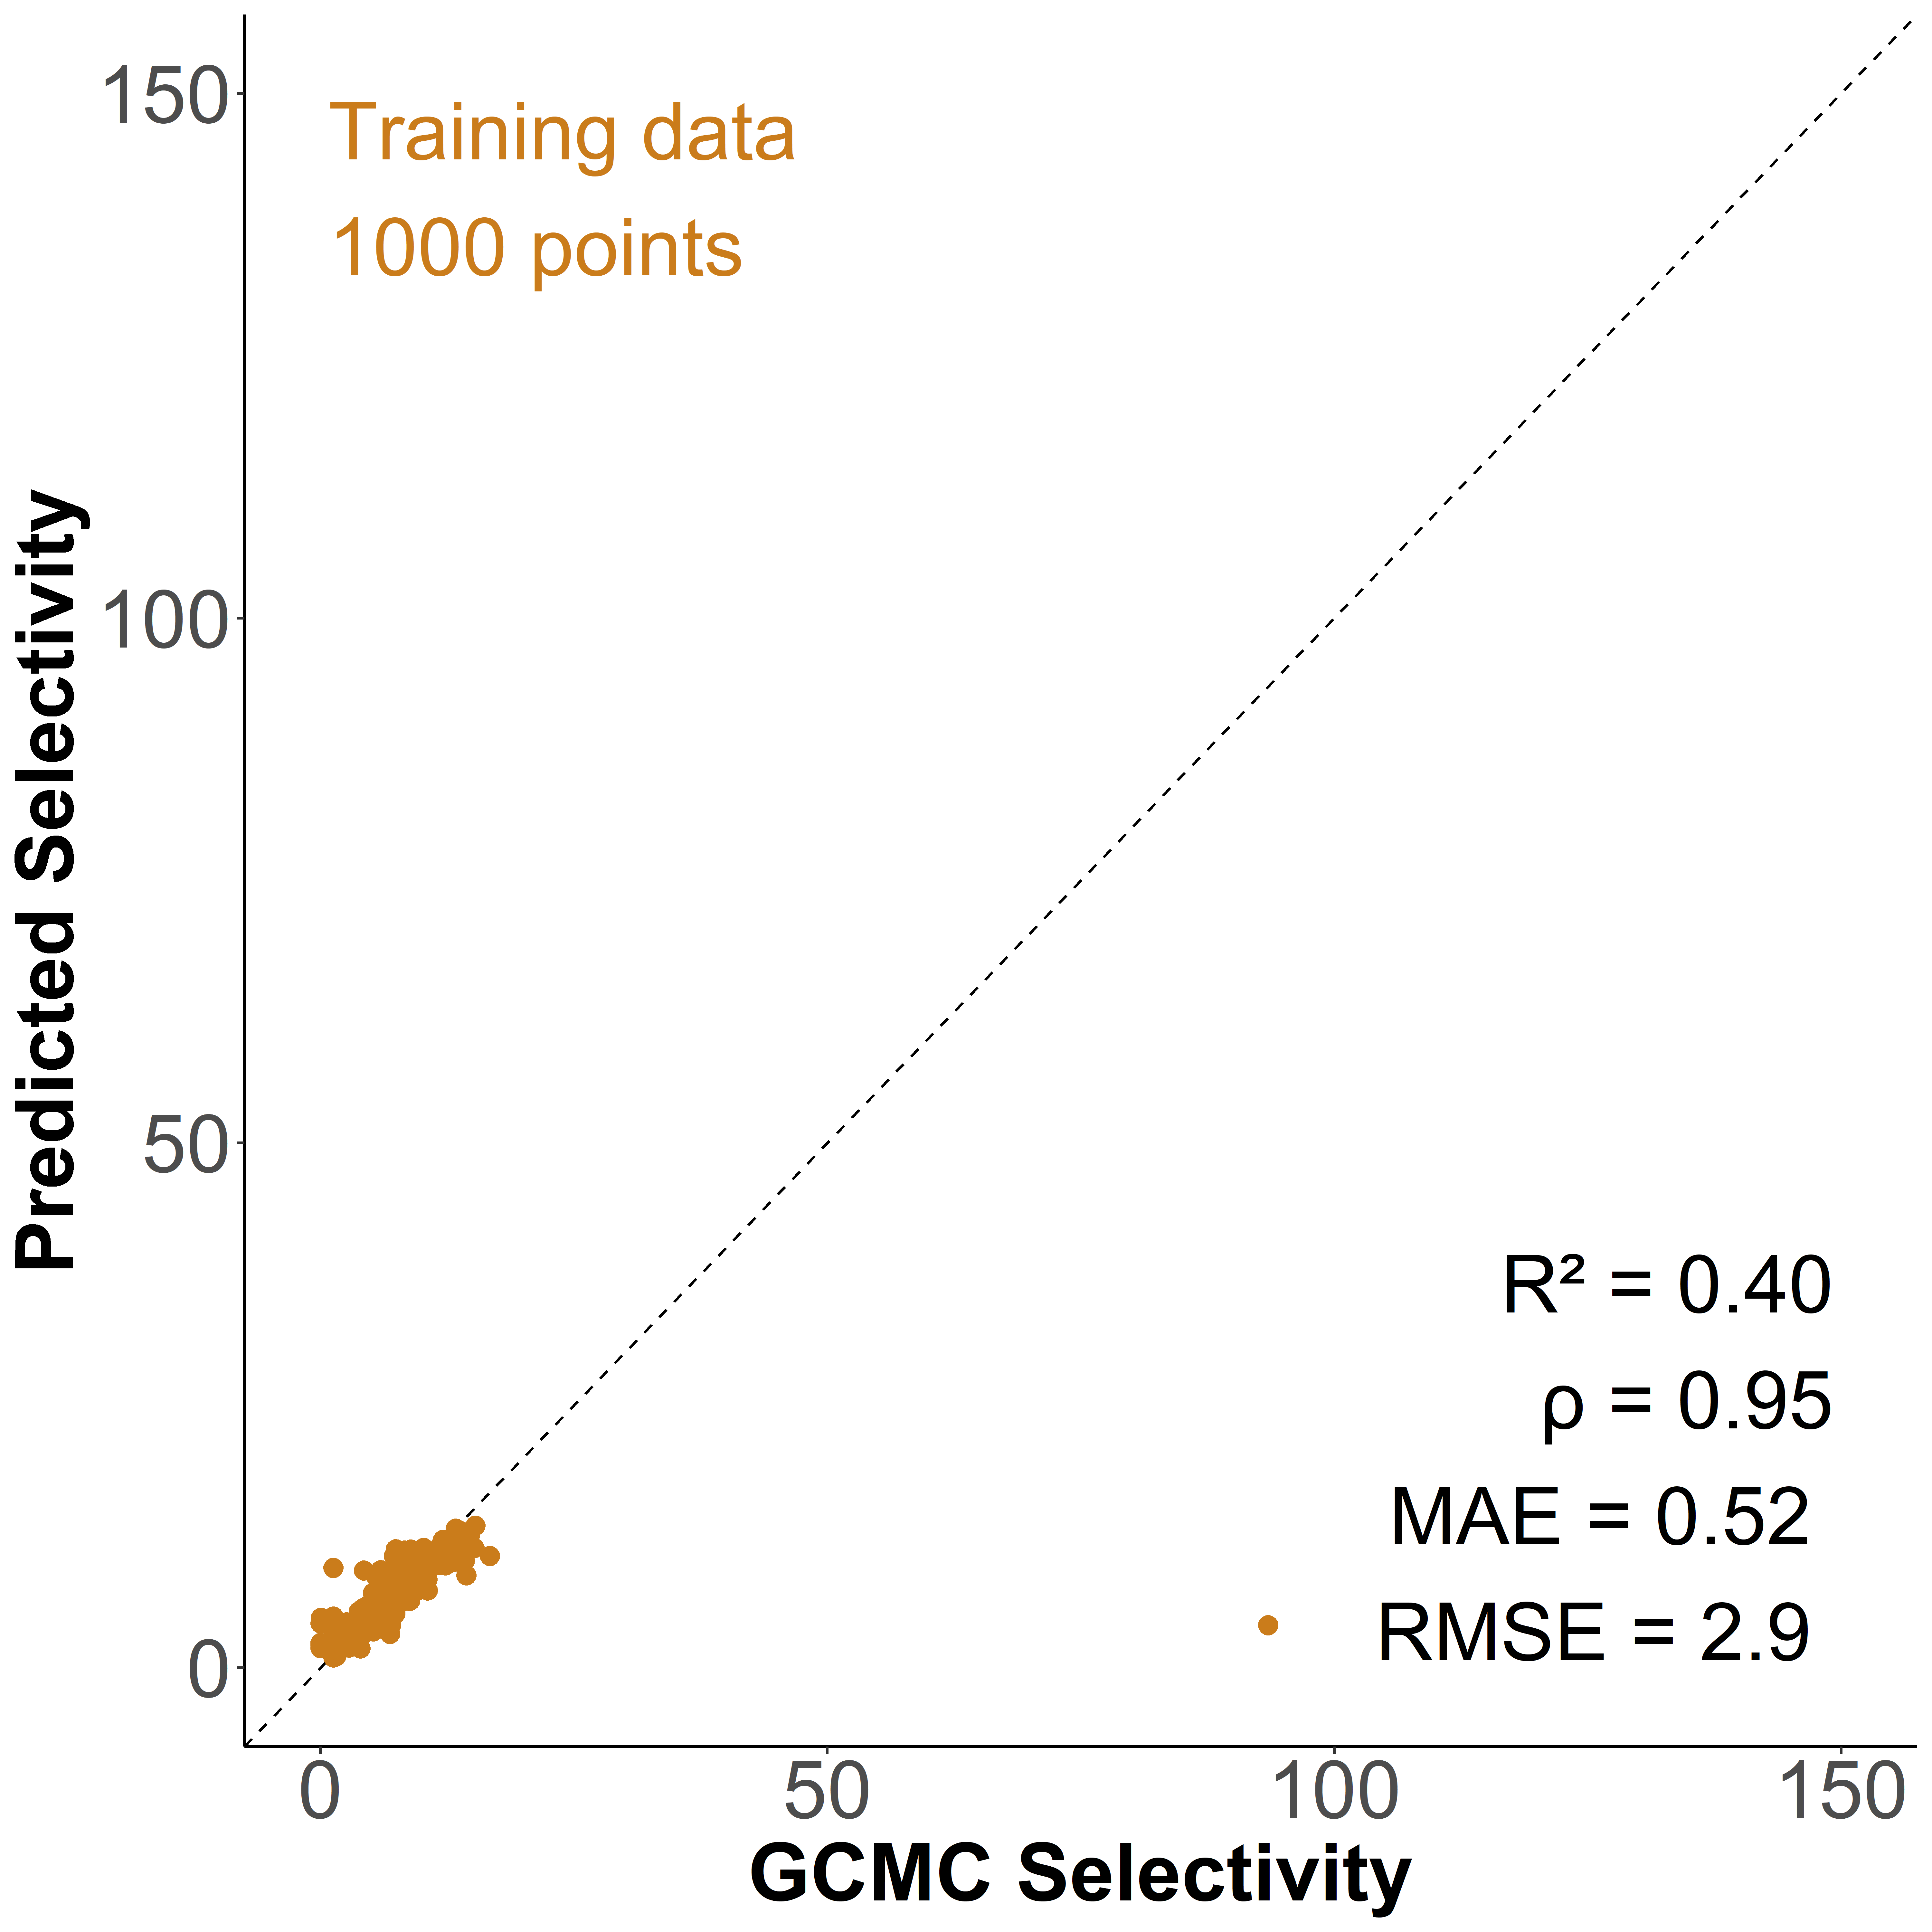 150
Training data
1000 points
100
Predicted Selectivity
50
R² = 0.40
ρ = 0.95
MAE = 0.52
RMSE = 2.9
0
0
50
100
150
GCMC Selectivity